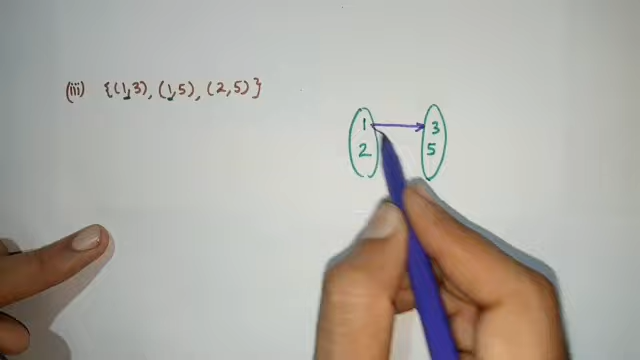 (iii) {(1,3), (1,5), (2,5)}
1 3
2 5